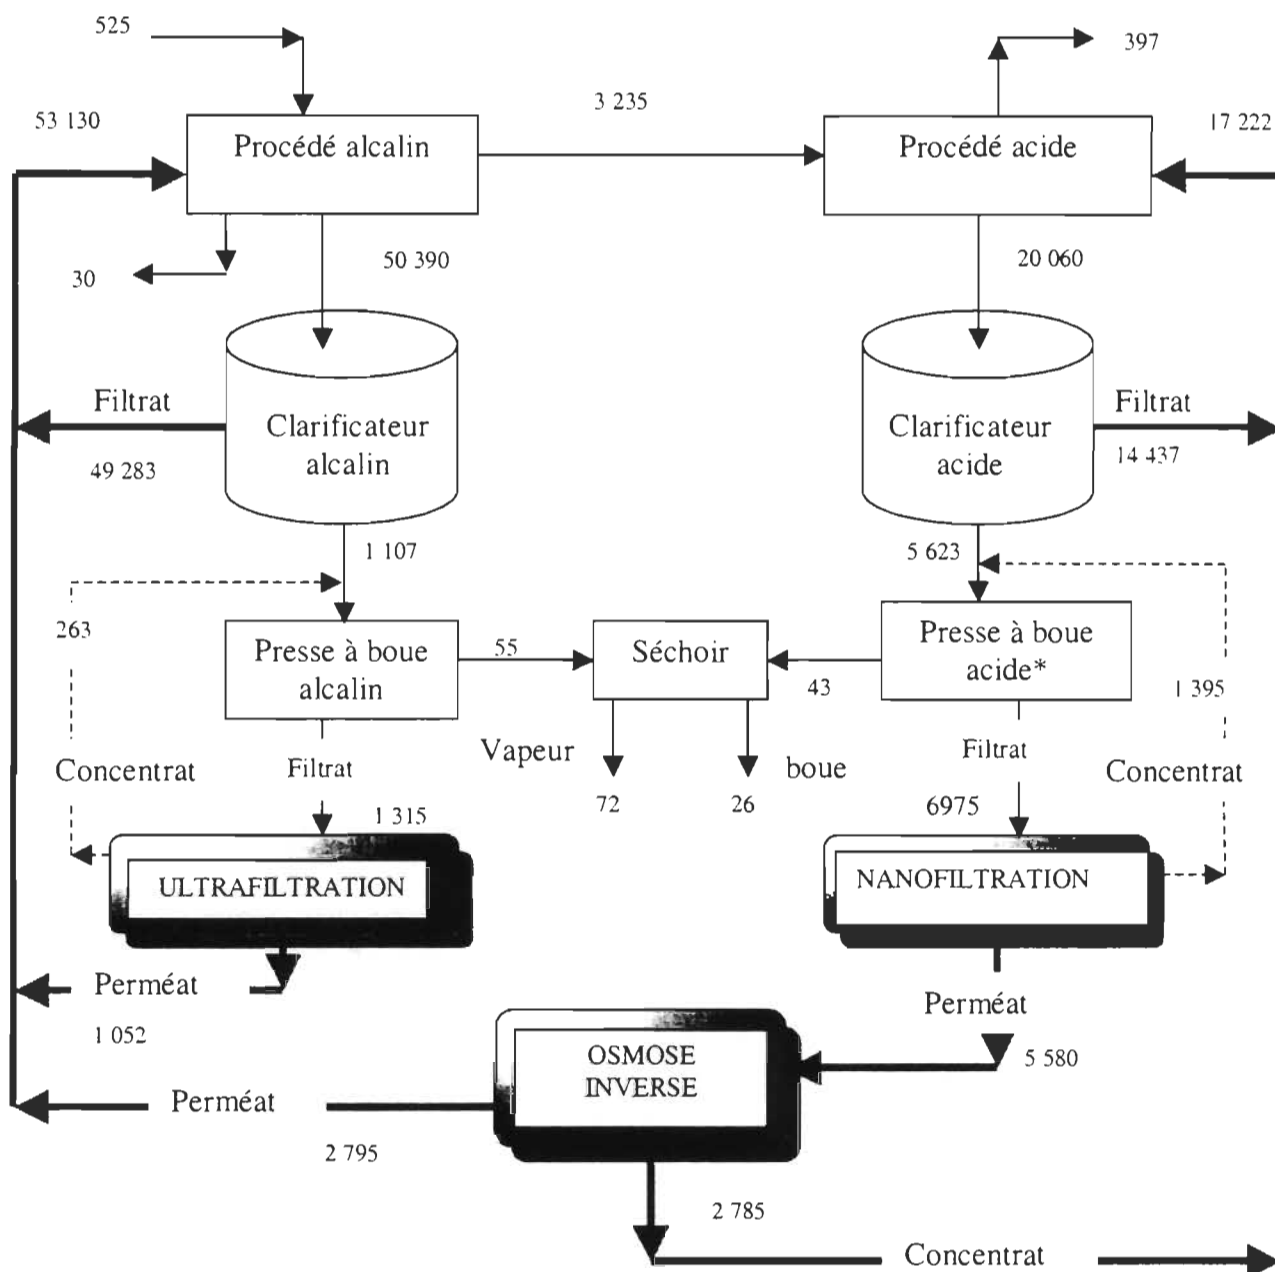 525
397
3 235
53 130
17 222
Procédé alcalin
Procédé acide
50 390
20 060
30
Filtrat
Filtrat
Clarificateur
alcalin
Clarificateur
acide
49 283
14 437
1 107
5 623
263
Presse à boue
alcalin
55
Séchoir
43
Presse à boue
acide*
1 395
Vapeur
boue
Concentrat
Filtrat
Filtrat
Concentrat
72
26
1 315
6975
ULTRAFILTRATION
NANOFILTRATION
Perméat
1 052
Perméat
5 580
OSMOSE
INVERSE
Perméat
2 795
2 785
Concentrat